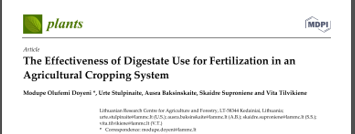 plants
MDPI
Article
The Effectiveness of Digestate Use for Fertilization in an
Agricultural Cropping System
Modupe Olufemi Doyeni *, Urte Stulpinaite, Ausra Baksinskaite, Skaidre Suproniene and Vita Tilvikiene
Lithuanian Research Centre for Agriculture and Forestry, LT-58344 Kedainiai, Lithuania;
urte.stulpinaite@lammc.lt (U.S.); ausra.baksinskaite@lammc.lt (A.B.); skaidre.suproniene@lammc.lt (S.S.);
vita.tilvikiene@lammc.lt (V.T.)
* Correspondence: modupe.doyeni@lammc.lt